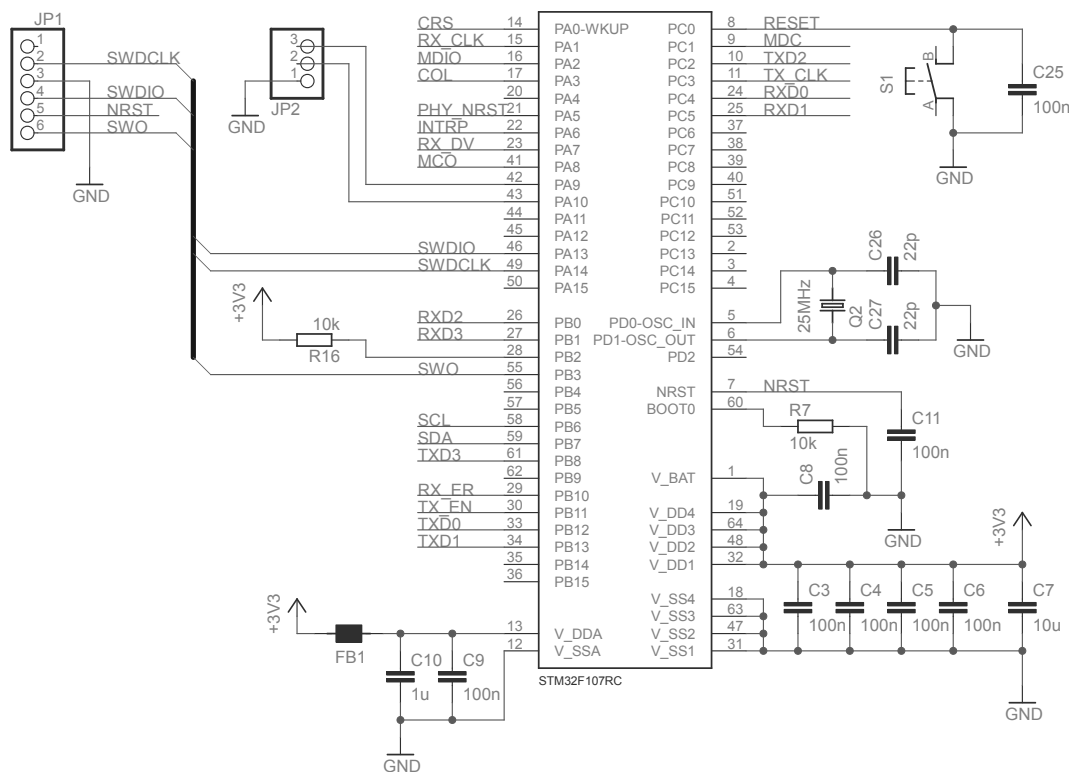 JP1
1
2
3
4
5
6
SWDCLK
SWDIO
NRST
SWO
GND
JP2
3
2
1
GND
CRS 14 PA0-WKUP
RX_CLK 15 PA1
MDIO 16 PA2
COL 17 PA3
20 PA4
PHY_NRST 21 PA5
INTRP 22 PA6
RX_DV 23 PA7
MCO 41 PA8
42 PA9
43 PA10
44 PA11
45 PA12
SWDIO 46 PA13
SWDCLK 49 PA14
50 PA15
+3V3
10k
R16
RXD2 26 PB0
RXD3 27 PB1
28 PB2
SWO 55 PB3
56 PB4
57 PB5
SCL 58 PB6
SDA 59 PB7
TXD3 61 PB8
62 PB9
RX_ER 29 PB10
TX_EN 30 PB11
TXD0 33 PB12
TXD1 34 PB13
35 PB14
36 PB15
+3V3
FB1
13 V_DDA
12 V_SSA
C10
1u
C9
100n
GND
STM32F107RC
PC0 8 RESET
PC1 9 MDC
PC2 10 TXD2
PC3 11 TX_CLK
PC4 24 RXD0
PC5 25 RXD1
PC6 37
PC7 38
PC8 39
PC9 40
PC10 51
PC11 52
PC12 53
PC13 2
PC14 3
PC15 4
PD0-OSC_IN 5
PD1-OSC_OUT 6
PD2 54
NRST 7 NRST
BOOT0 60
V_BAT 1
V_DD4 19
V_DD3 64
V_DD2 48
V_DD1 32
V_SS4 18
V_SS3 63
V_SS2 47
V_SS1 31
S1
B
A
C25
100n
GND
25MHz
Q2
C26
22p
C27
22p
GND
R7
10k
C11
100n
C8
100n
GND
+3V3
C3
100n
C4
100n
C5
100n
C6
100n
C7
10u
GND